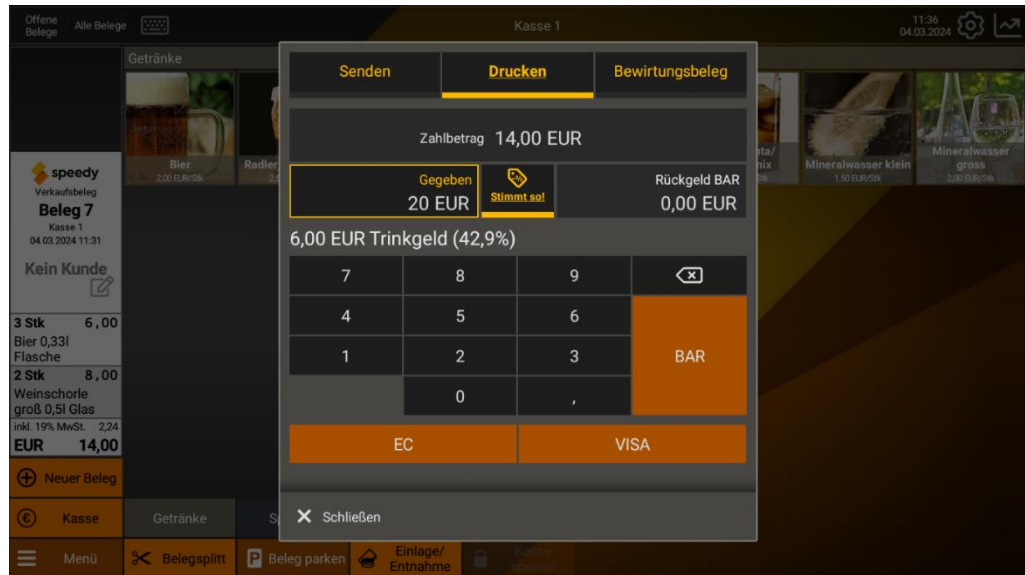 Offene
Belege
Alle Belege
Kasse 1
11:36
04.03.2024
Getränke
Senden
Drucken
Bewirtungsbeleg
Zahlbetrag 14,00 EUR
Gegeben
20 EUR
Stimmt so!
Rückgeld BAR
0,00 EUR
6,00 EUR Trinkgeld (42,9%)
7 8 9
4 5 6
1 2 3 BAR
0 ,
EC VISA
Schließen
Bier
2,00 EUR/Stk
Radler
Mineralwasser klein
1,50 EUR/Stk
Mineralwasser
gross
2,00 EUR/Stk
speedy
Verkaufsbeleg
Beleg 7
Kasse 1
04.03.2024 11:31
Kein Kunde
3 Stk 6,00
Bier 0,33l
Flasche
2 Stk 8,00
Weinschorle
groß 0,5l Glas
inkl. 19% MwSt. 2,24
EUR 14,00
Neuer Beleg
Kasse
Getränke
Menü
Belegsplitt
P Beleg parken
Einlage/
Entnahme
Kasse
sperren